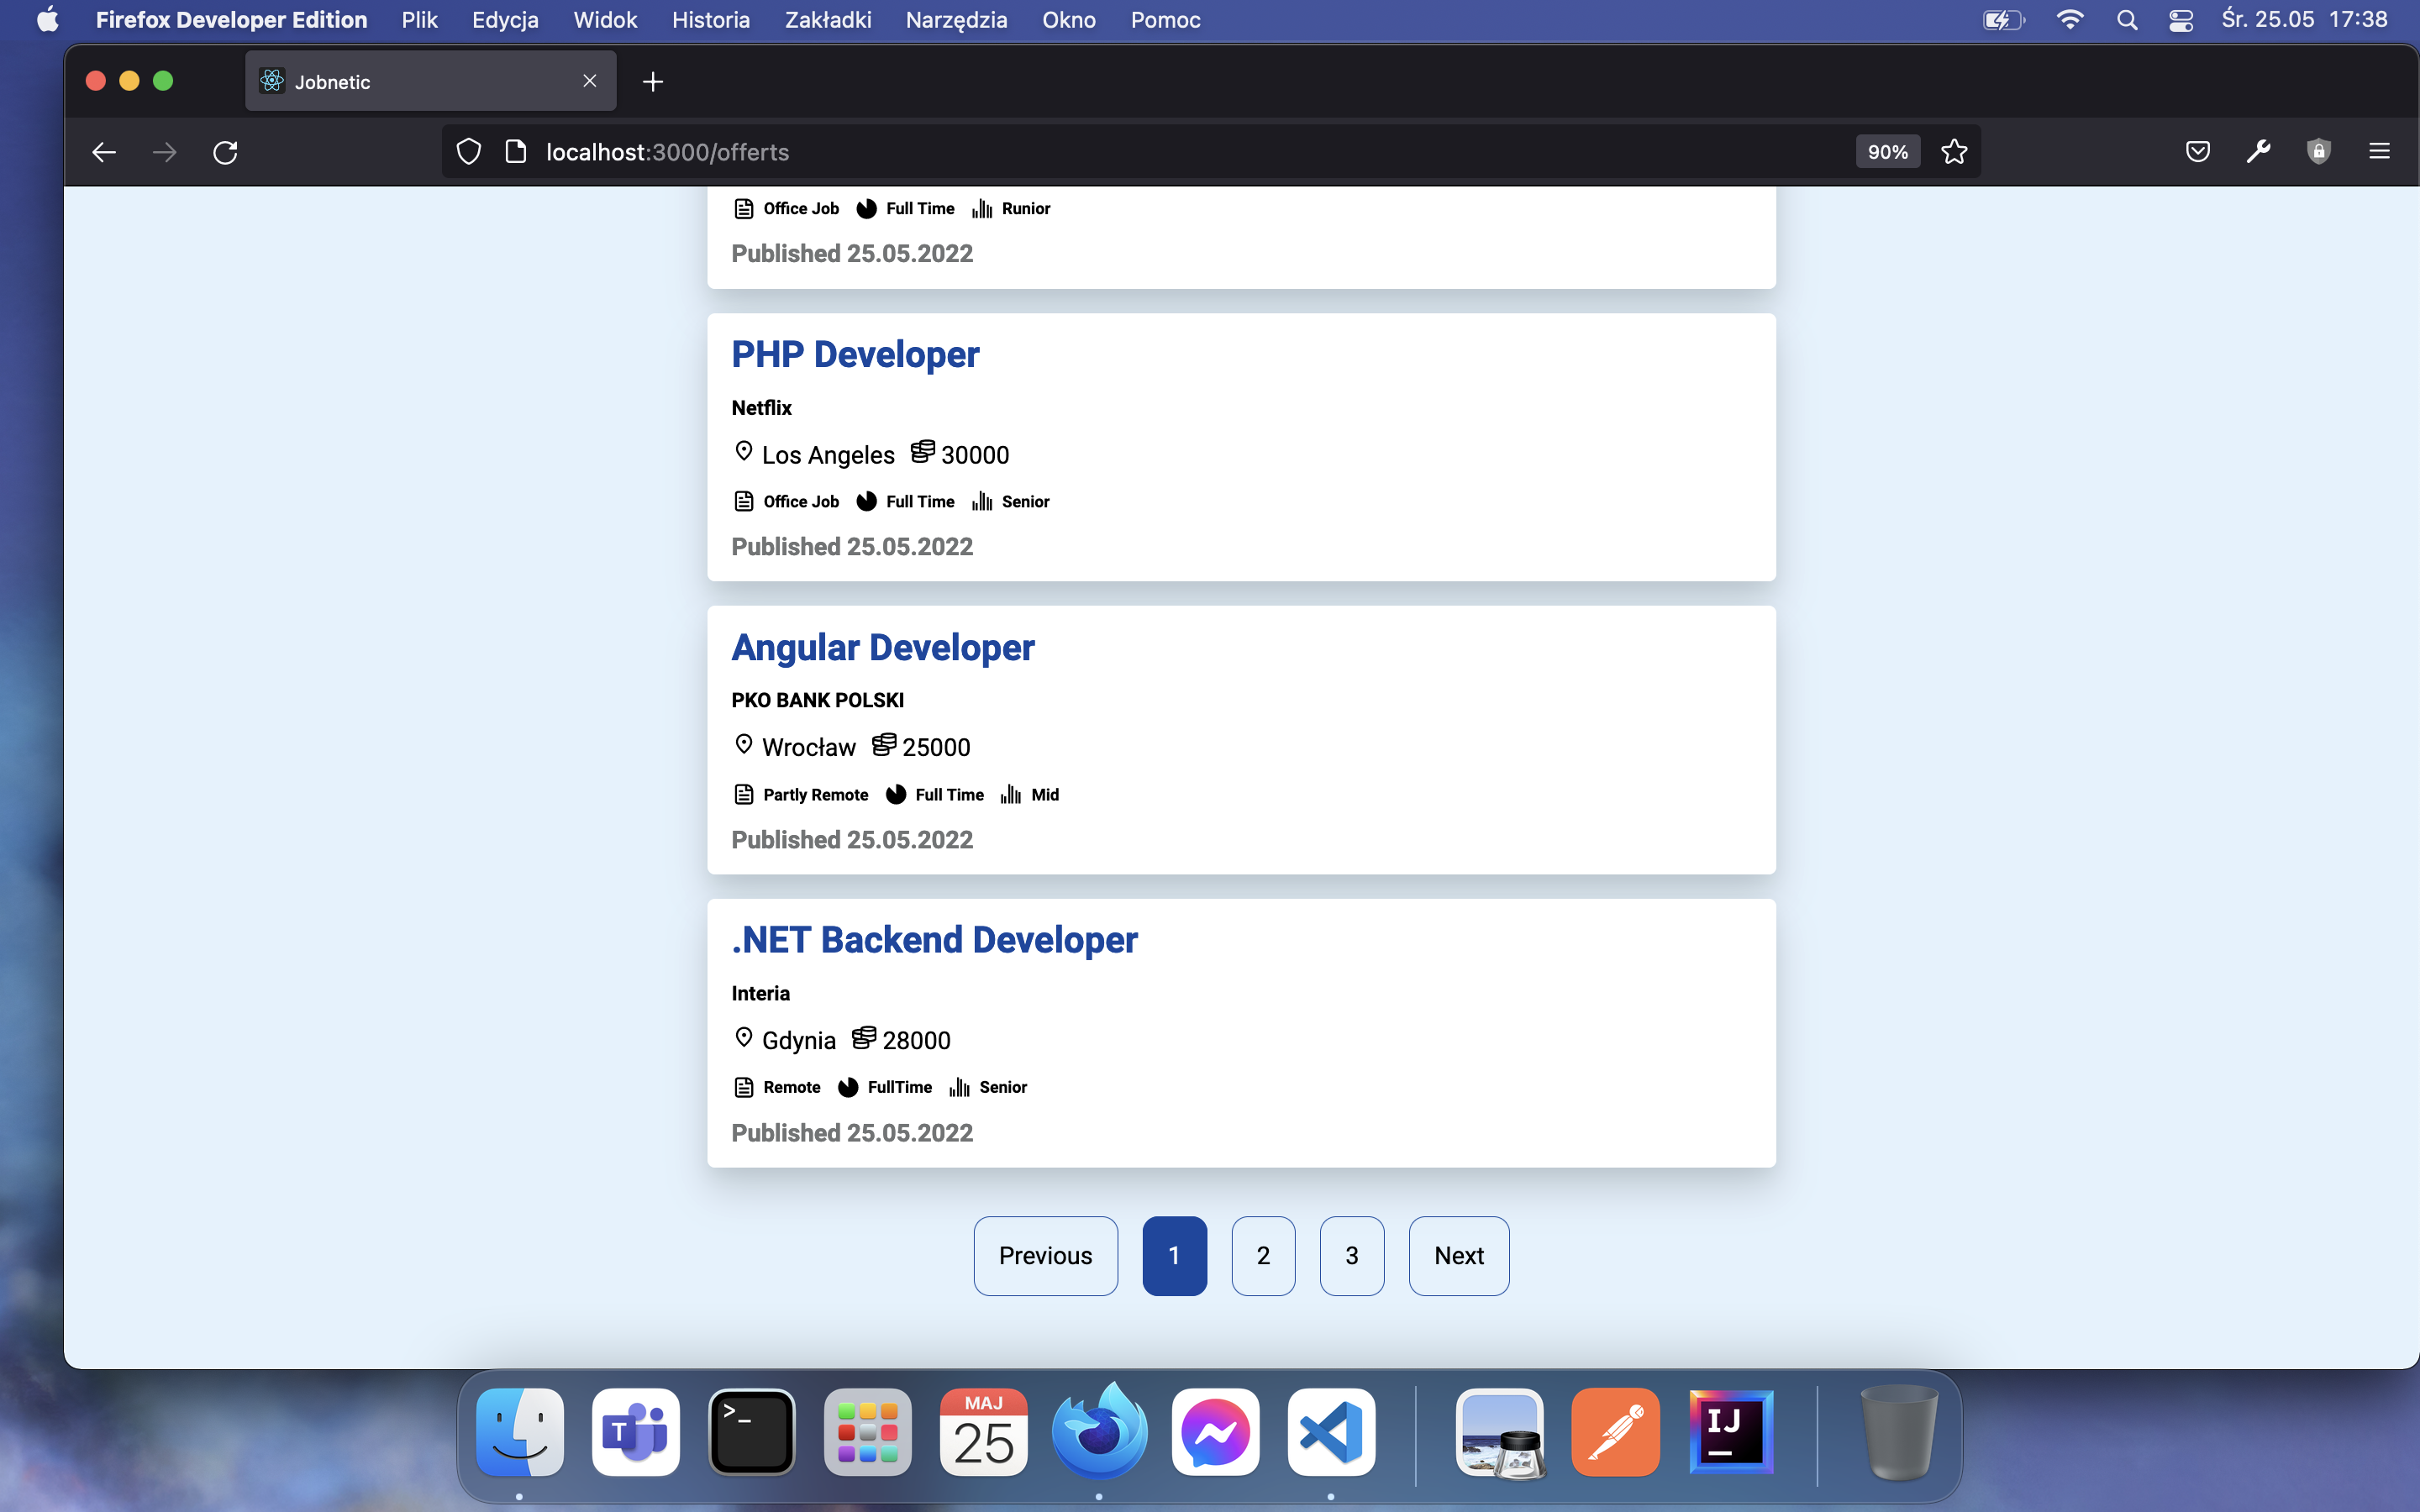 Firefox Developer Edition Plik Edycja Widok Historia Zakładki Narzędzia Okno Pomoc Śr. 25.05 17:38
Jobnetic
localhost:3000/offerts 90%
Office Job Full Time Runior
Published 25.05.2022
PHP Developer
Netflix
Los Angeles 30000
Office Job Full Time Senior
Published 25.05.2022
Angular Developer
PKO BANK POLSKI
Wrocław 25000
Partly Remote Full Time Mid
Published 25.05.2022
.NET Backend Developer
Interia
Gdynia 28000
Remote FullTime Senior
Published 25.05.2022
Previous 1 2 3 Next
T
>_
MAJ
25
IJ